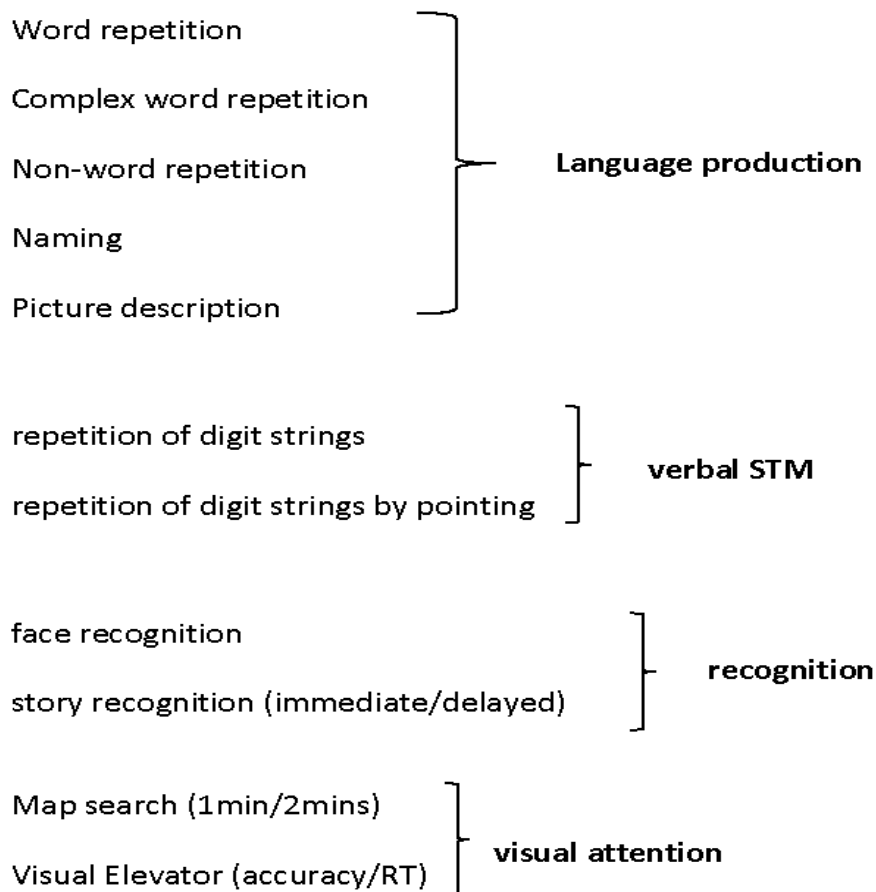 Word repetition
Complex word repetition
Non-word repetition
Language production
Naming
Picture description
repetition of digit strings
verbal STM
repetition of digit strings by pointing
face recognition
recognition
story recognition (immediate/delayed)
Map search (1min/2mins)
visual attention
Visual Elevator (accuracy/RT)